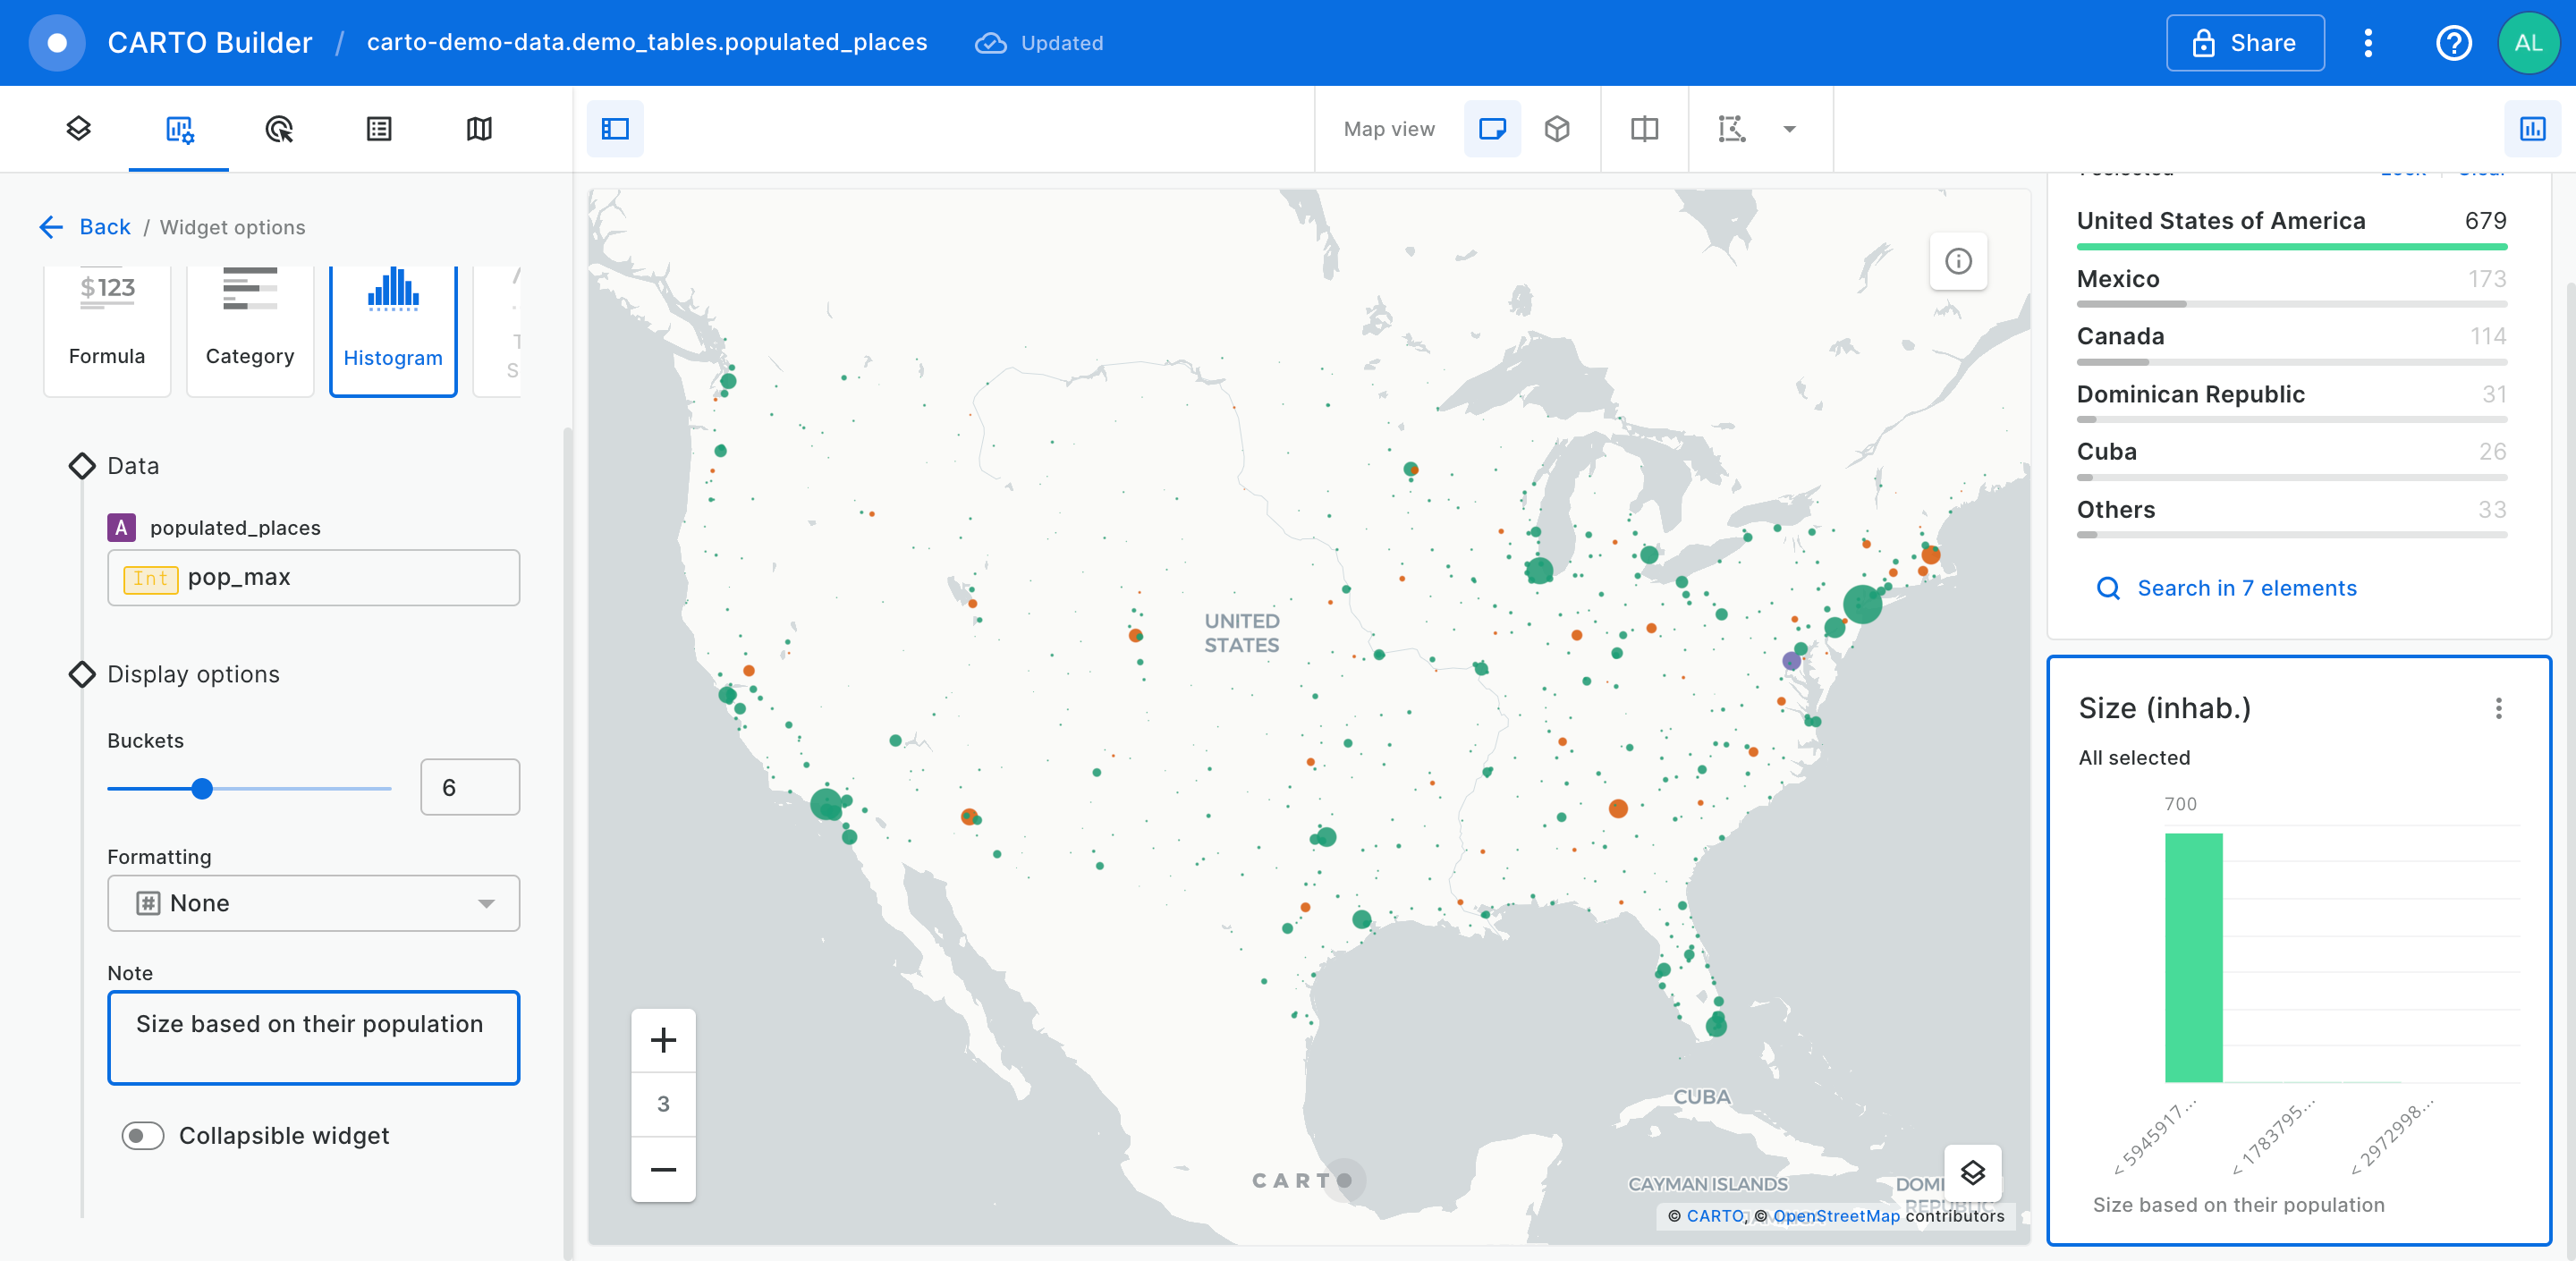 CARTO Builder / carto-demo-data.demo_tables.populated_places Updated
Share
AL
Map view
Back / Widget options
$123
Formula
Category
Histogram
T
S
Data
A populated_places
Int pop_max
Display options
Buckets
6
Formatting
None
Note
Size based on their population
Collapsible widget
UNITED
STATES
CUBA
CAYMAN ISLANDS
3
CARTO
© CARTO, © OpenStreetMap contributors
United States of America 679
Mexico 173
Canada 114
Dominican Republic 31
Cuba 26
Others 33
Search in 7 elements
Size (inhab.)
All selected
700
< 5945917...
< 1783795...
< 2972998...
Size based on their population